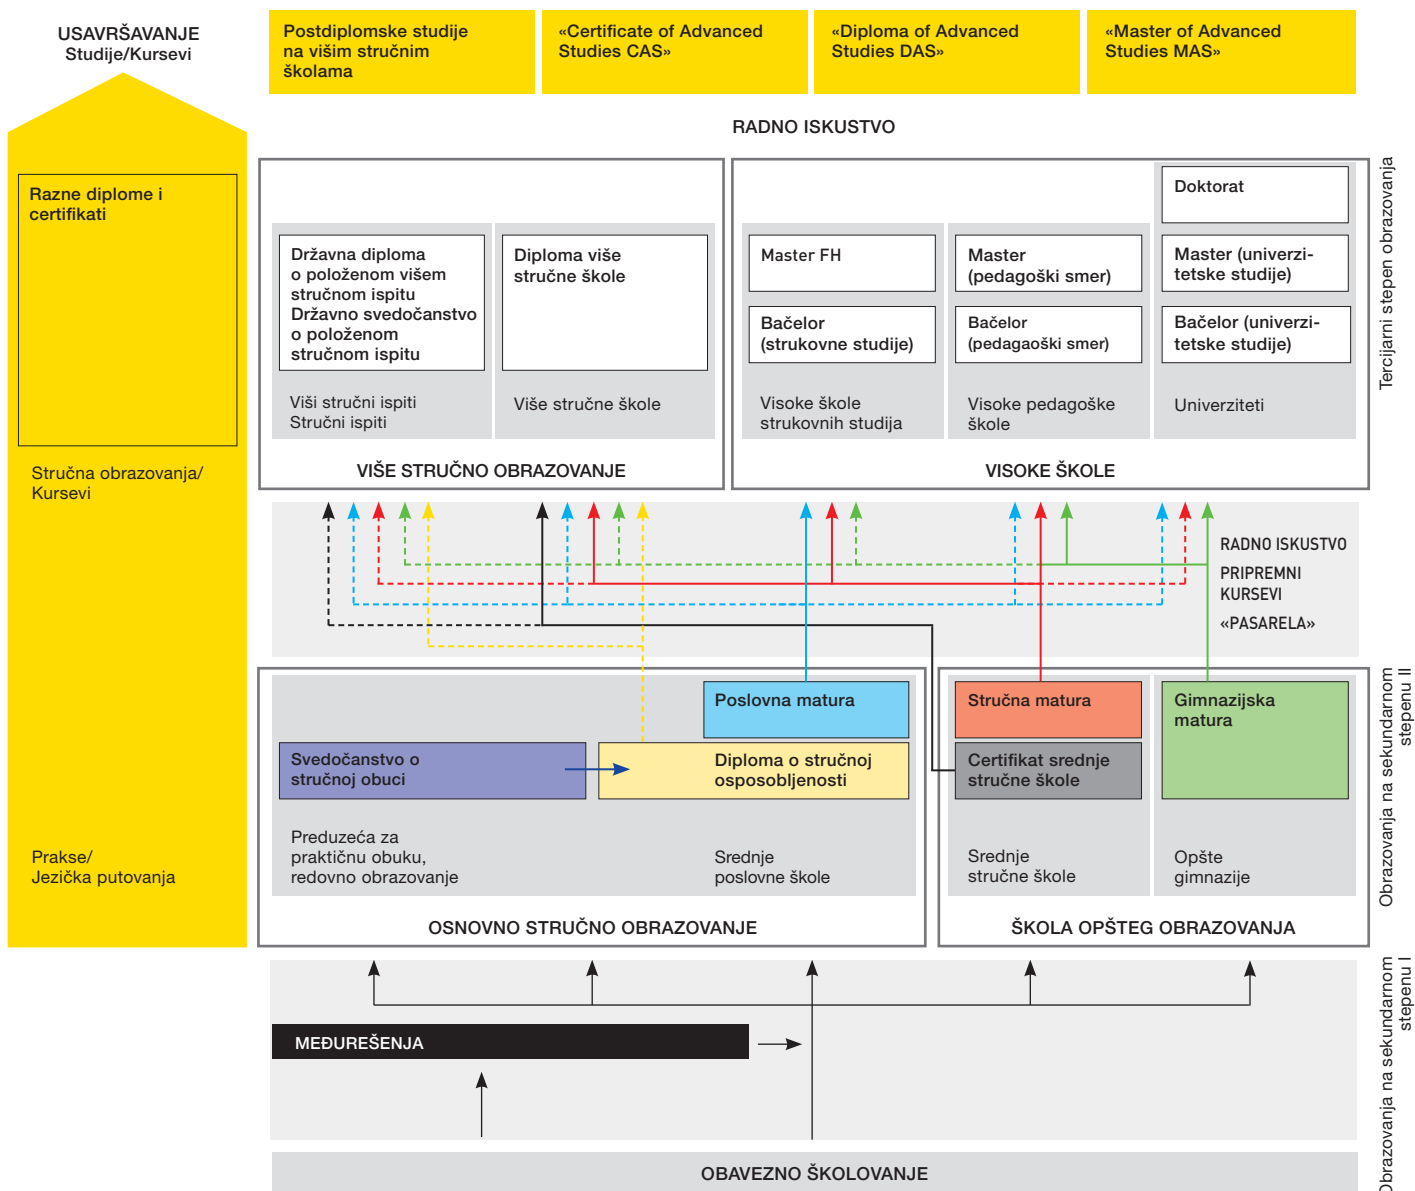 USAVRŠAVANJE
Studije/Kursevi
Postdiplomske studije
na višim stručnim
školama
«Certificate of Advanced
Studies CAS»
«Diploma of Advanced
Studies DAS»
«Master of Advanced
Studies MAS»
RADNO ISKUSTVO
Razne diplome i
certifikati
Stručna obrazovanja/
Kursevi
Prakse/
Jezička putovanja
Državna diploma
o položenom višem
stručnom ispitu
Državno svedočanstvo
o položenom
stručnom ispitu
Viši stručni ispiti
Stručni ispiti
Diploma više
stručne škole
Više stručne škole
VIŠE STRUČNO OBRAZOVANJE
Master FH
Bačelor
(strukovne studije)
Visoke škole
strukovnih studija
Master
(pedagoški smer)
Bačelor
(pedagaoški smer)
Visoke pedagoške
škole
Doktorat
Master (univerzi-
tetske studije)
Bačelor (univerzi-
tetske studije)
Univerziteti
VISOKE ŠKOLE
Tercijarni stepen obrazovanja
RADNO ISKUSTVO
PRIPREMNI
KURSEVI
«PASARELA»
Poslovna matura
Svedočanstvo o
stručnoj obuci
Diploma o stručnoj
osposobljenosti
Preduzeća za
praktičnu obuku,
redovno obrazovanje
Srednje
poslovne škole
OSNOVNO STRUČNO OBRAZOVANJE
Stručna matura
Certifikat srednje
stručne škole
Srednje
stručne škole
Gimnazijska
matura
Opšte
gimnazije
ŠKOLA OPŠTEG OBRAZOVANJA
Obrazovanja na sekundarnom
stepenu II
MEĐUREŠENJA
OBAVEZNO ŠKOLOVANJE
Obrazovanja na sekundarnom
stepenu I